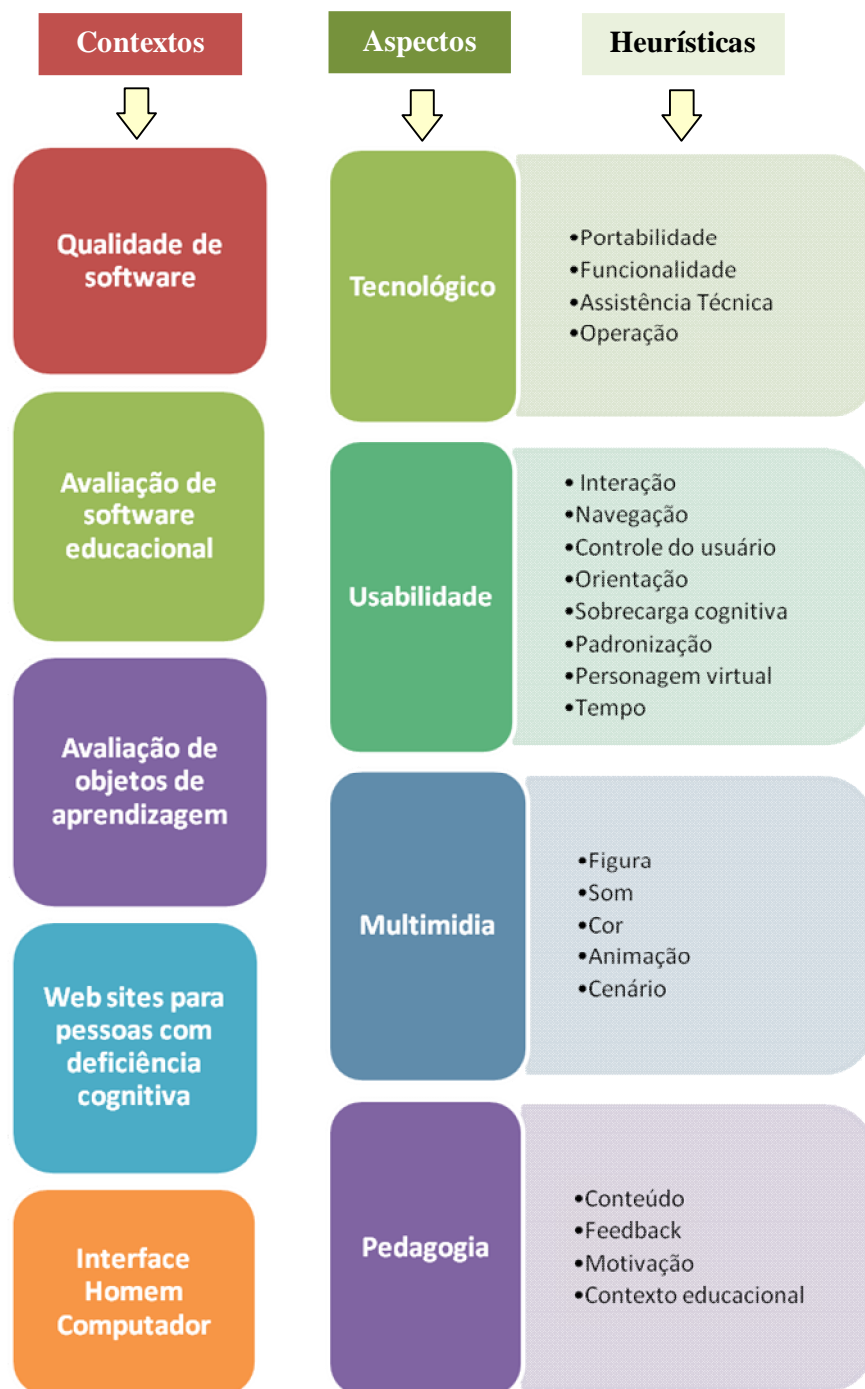 Contextos
Aspectos
Heurísticas
Qualidade de
software
Avaliação de
software
educacional
Avaliação de
objetos de
aprendizagem
Web sites para
pessoas com
deficiência
cognitiva
Interface
Homem
Computador
Tecnológico
•Portabilidade
•Funcionalidade
•Assistência Técnica
•Operação
Usabilidade
• Interação
•Navegação
•Controle do usuário
•Orientação
•Sobrecarga cognitiva
•Padronização
•Personagem virtual
•Tempo
Multimidia
•Figura
•Som
•Cor
•Animação
•Cenário
Pedagogia
•Conteúdo
•Feedback
•Motivação
•Contexto educacional